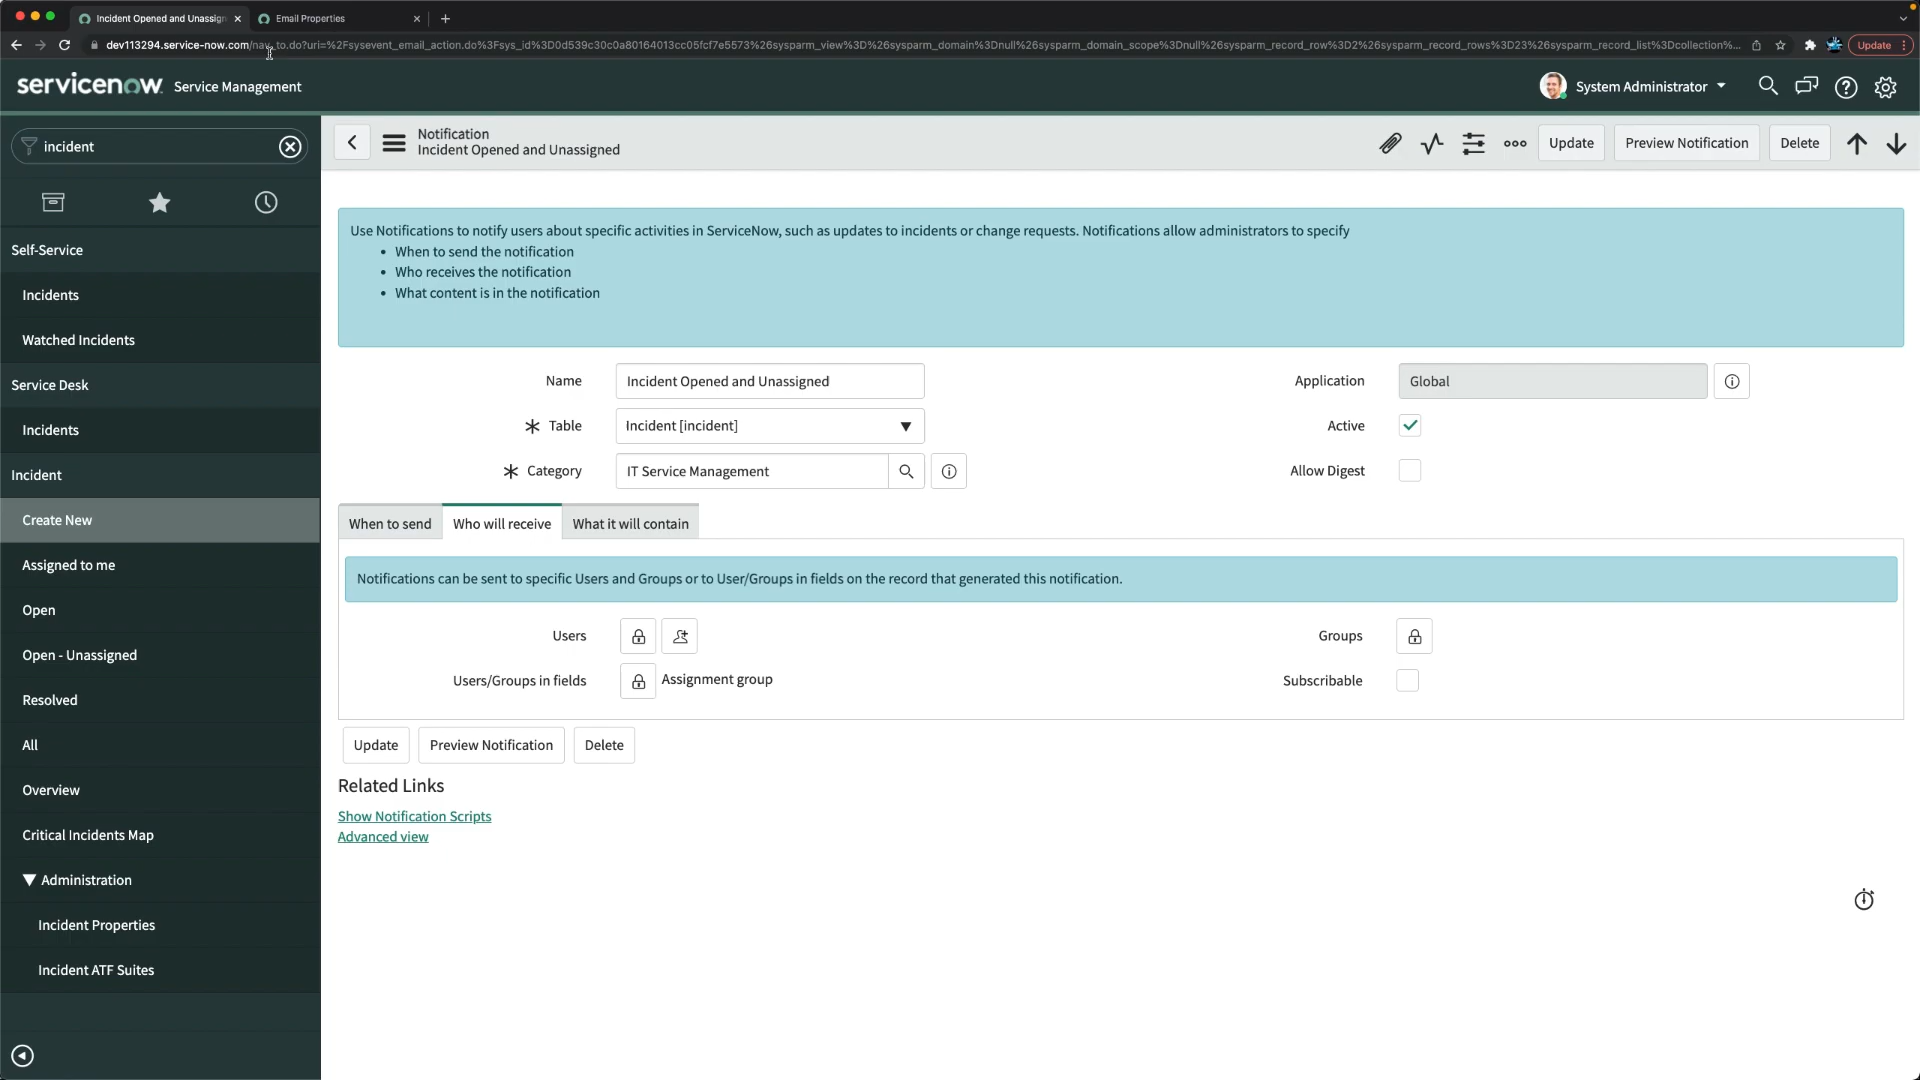 Incident Opened and Unassign
Email Properties
dev113294.service-now.com/nav_to.do?uri=%2Fsysevent_email_action.do%3Fsys_id%3D0d539c30c0a80164013cc05fcf7e5573%26sysparm_view%3D%26sysparm_domain%3Dnull%26sysparm_domain_scope%3Dnull%26sysparm_record_row%3D2%26sysparm_record_rows%3D23%26sysparm_record_list%3Dcollection%...
Update
servicenow Service Management
System Administrator
incident
Self-Service
Incidents
Watched Incidents
Service Desk
Incidents
Incident
Create New
Assigned to me
Open
Open - Unassigned
Resolved
All
Overview
Critical Incidents Map
Administration
Incident Properties
Incident ATF Suites
Notification
Incident Opened and Unassigned
Update
Preview Notification
Delete
Use Notifications to notify users about specific activities in ServiceNow, such as updates to incidents or change requests. Notifications allow administrators to specify
• When to send the notification
• Who receives the notification
• What content is in the notification
Name
Incident Opened and Unassigned
Application
Global
Table
Incident [incident]
Active
Category
IT Service Management
Allow Digest
When to send
Who will receive
What it will contain
Notifications can be sent to specific Users and Groups or to User/Groups in fields on the record that generated this notification.
Users
Groups
Users/Groups in fields
Assignment group
Subscribable
Update
Preview Notification
Delete
Related Links
Show Notification Scripts
Advanced view